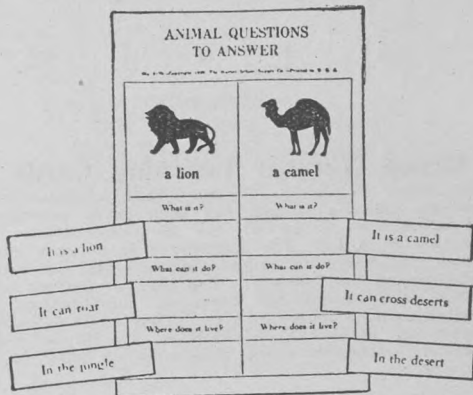 ANIMAL QUESTIONS
TO ANSWER
a lion
a camel
What is it?
What is it?
It is a lion
It is a camel
What can it do?
What can it do?
It can roar
It can cross deserts
Where does it live?
Where does it live?
In the jungle
In the desert